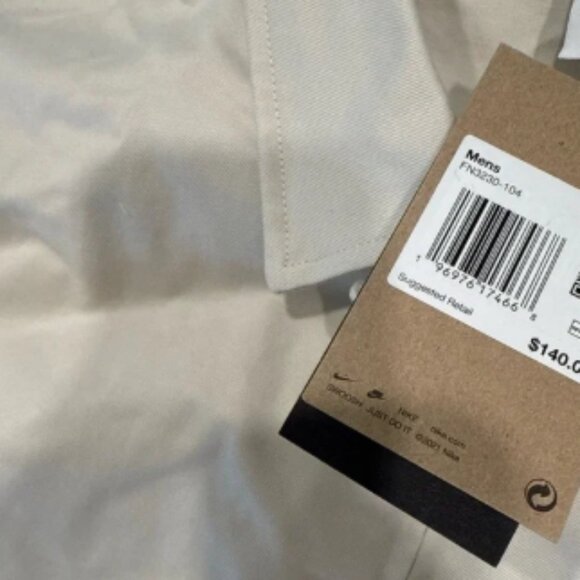 Mens
FN3230-104
1 96976 17466 8
Suggested Retail
$140.0
NIKE nike.com
SWOOSH JUST DO IT ©2021 Nike